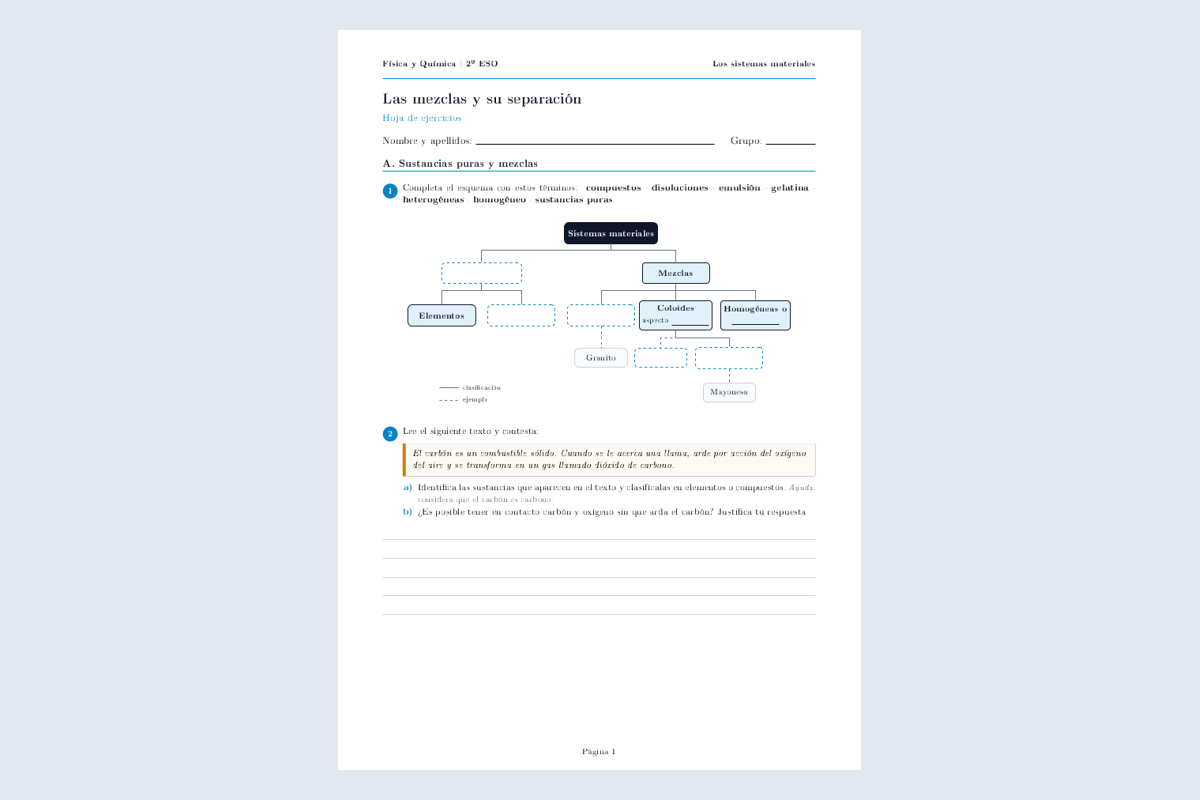 Física y Química | 2º ESO
Los sistemas materiales
Las mezclas y su separación
Hoja de ejercicios
Nombre y apellidos:
Grupo:
A. Sustancias puras y mezclas
1 Completa el esquema con estos términos: compuestos · disoluciones · emulsión · gelatina ·
heterogéneas · homogéneo · sustancias puras.
Sistemas materiales
Mezclas
Elementos
Coloides
aspecto
Homogéneas o
Granito
Mayonesa
clasificación
ejemplo
2 Lee el siguiente texto y contesta:
El carbón es un combustible sólido. Cuando se le acerca una llama, arde por acción del oxígeno
del aire y se transforma en un gas llamado dióxido de carbono.
a) Identifica las sustancias que aparecen en el texto y clasifícalas en elementos o compuestos. Ayuda:
considera que el carbón es carbono.
b) ¿Es posible tener en contacto carbón y oxígeno sin que arda el carbón? Justifica tu respuesta.
Página 1